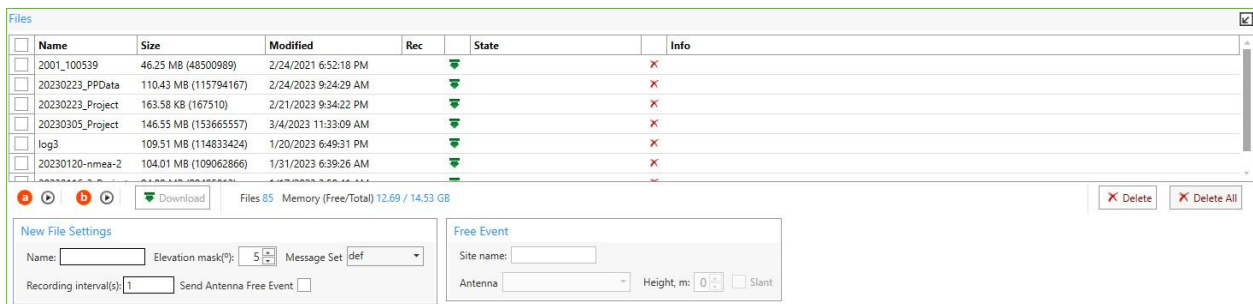 Files
Name Size Modified Rec State Info
2001_100539 46.25 MB (48500989) 2/24/2021 6:52:18 PM
20230223_PPData 110.43 MB (115794167) 2/24/2023 9:24:29 AM
20230223_Project 163.58 KB (167510) 2/21/2023 9:34:22 PM
20230305_Project 146.55 MB (153665557) 3/4/2023 11:33:09 AM
log3 109.51 MB (114833424) 1/20/2023 6:49:31 PM
20230120-nmea-2 104.01 MB (109062866) 1/31/2023 6:39:26 AM
a b Download Files 85 Memory (Free/Total) 12.69 / 14.53 GB Delete Delete All
New File Settings Free Event
Name: Elevation mask(º): 5 Message Set def Site name:
Recording interval(s): 1 Send Antenna Free Event Antenna Height, m: 0 Slant